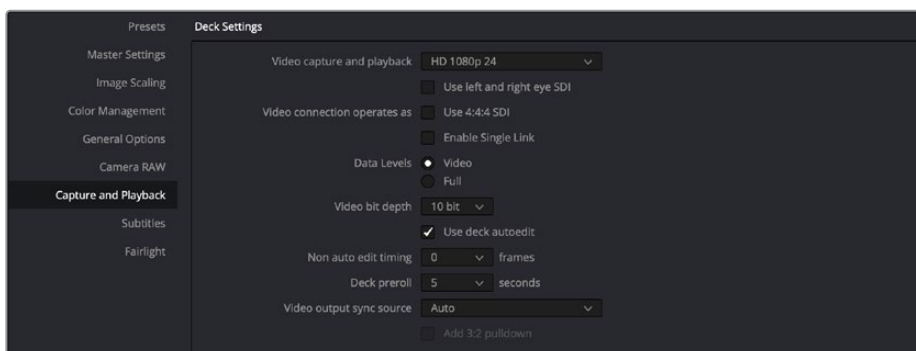 Presets
Master Settings
Image Scaling
Color Management
General Options
Camera RAW
Capture and Playback
Subtitles
Fairlight
Deck Settings
Video capture and playback HD 1080p 24
Use left and right eye SDI
Video connection operates as Use 4:4:4 SDI
Enable Single Link
Data Levels Video
Full
Video bit depth 10 bit
Use deck autoedit
Non auto edit timing 0 frames
Deck preroll 5 seconds
Video output sync source Auto
Add 3:2 pulldown